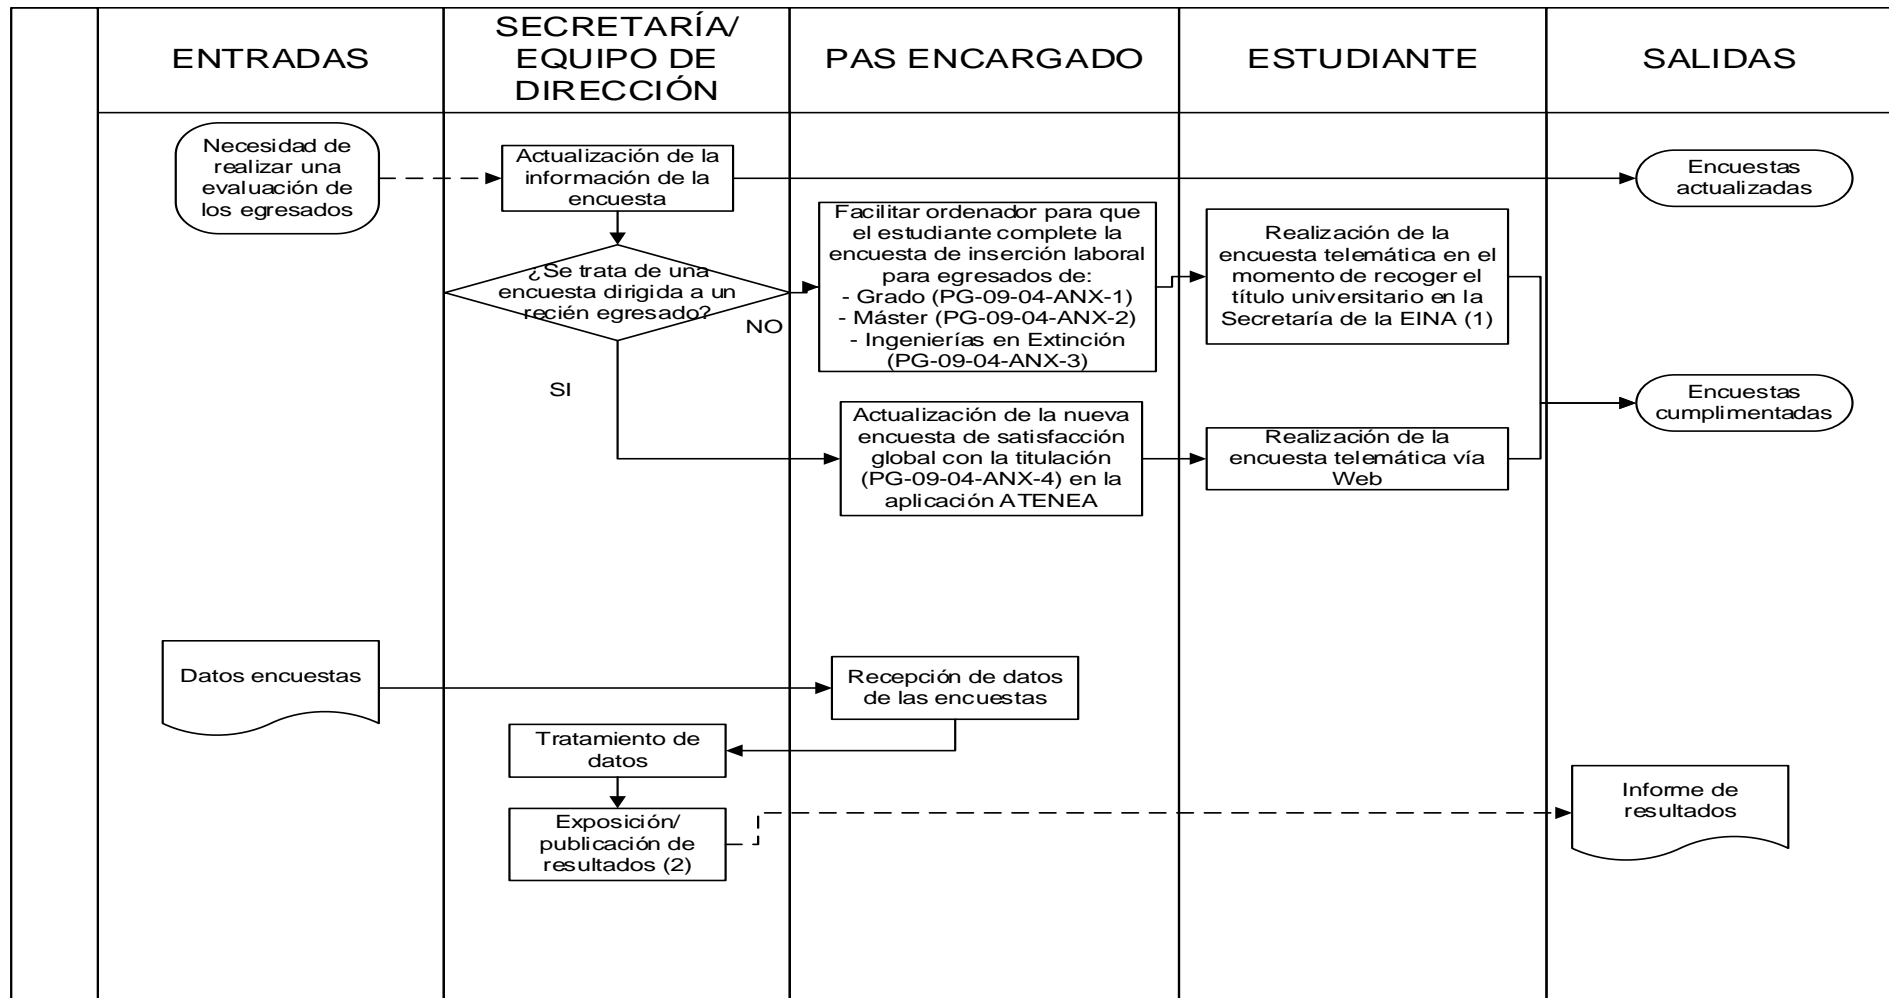 ENTRADAS
SECRETARÍA/
EQUIPO DE
DIRECCIÓN
PAS ENCARGADO
ESTUDIANTE
SALIDAS
Necesidad de
realizar una
evaluación de
los egresados
Actualización de la
información de la
encuesta
Encuestas
actualizadas
¿Se trata de una
encuesta dirigida a un
recién egresado?
NO
SI
Facilitar ordenador para que
el estudiante complete la
encuesta de inserción laboral
para egresados de:
- Grado (PG-09-04-ANX-1)
- Máster (PG-09-04-ANX-2)
- Ingenierías en Extinción
(PG-09-04-ANX-3)
Realización de la
encuesta telemática en el
momento de recoger el
título universitario en la
Secretaría de la EINA (1)
Encuestas
cumplimentadas
Actualización de la nueva
encuesta de satisfacción
global con la titulación
(PG-09-04-ANX-4) en la
aplicación ATENEA
Realización de la
encuesta telemática vía
Web
Datos encuestas
Recepción de datos
de las encuestas
Tratamiento de
datos
Exposición/
publicación de
resultados (2)
Informe de
resultados